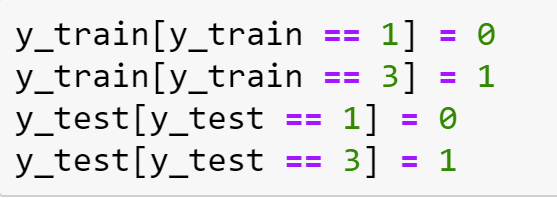 y_train[y_train == 1] = 0
y_train[y_train == 3] = 1
y_test[y_test == 1] = 0
y_test[y_test == 3] = 1